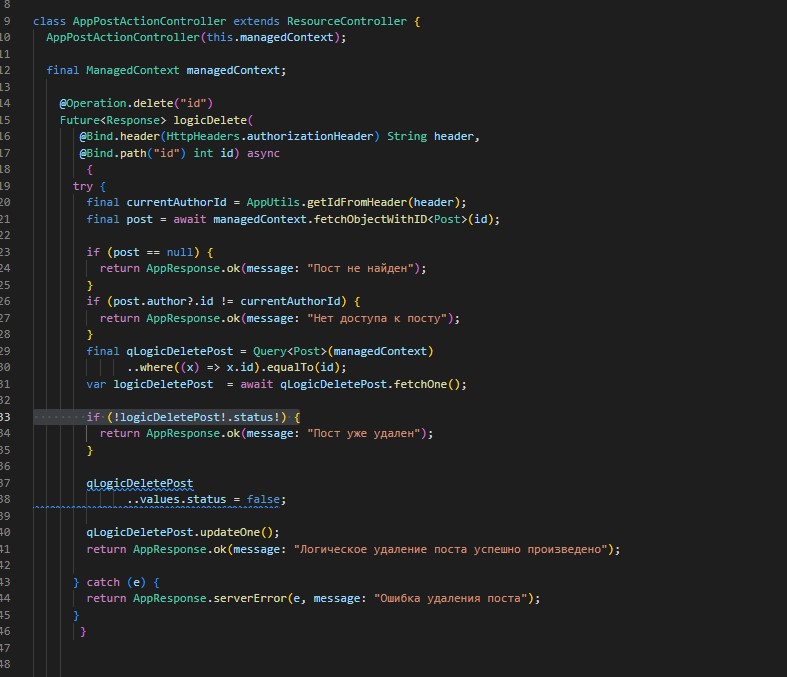 8
9 class AppPostActionController extends ResourceController {
10 AppPostActionController(this.managedContext);
11
12 final ManagedContext managedContext;
13
14 @Operation.delete("id")
15 Future<Response> logicDelete(
16 @Bind.header(HttpHeaders.authorizationHeader) String header,
17 @Bind.path("id") int id) async
18 {
19 try {
20 final currentAuthorId = AppUtils.getIdFromHeader(header);
21 final post = await managedContext.fetchObjectWithID<Post>(id);
22
23 if (post == null) {
24 return AppResponse.ok(message: "Пост не найден");
25 }
26 if (post.author?.id != currentAuthorId) {
27 return AppResponse.ok(message: "Нет доступа к посту");
28 }
29 final qLogicDeletePost = Query<Post>(managedContext)
30 ..where((x) => x.id).equalTo(id);
31 var logicDeletePost  = await qLogicDeletePost.fetchOne();
32
33 if (!logicDeletePost!.status!) {
34 return AppResponse.ok(message: "Пост уже удален");
35 }
36
37 qLogicDeletePost
38 ..values.status = false;
39
40 qLogicDeletePost.updateOne();
41 return AppResponse.ok(message: "Логическое удаление поста успешно произведено");
42
43 } catch (e) {
44 return AppResponse.serverError(e, message: "Ошибка удаления поста");
45 }
46 }
47
48